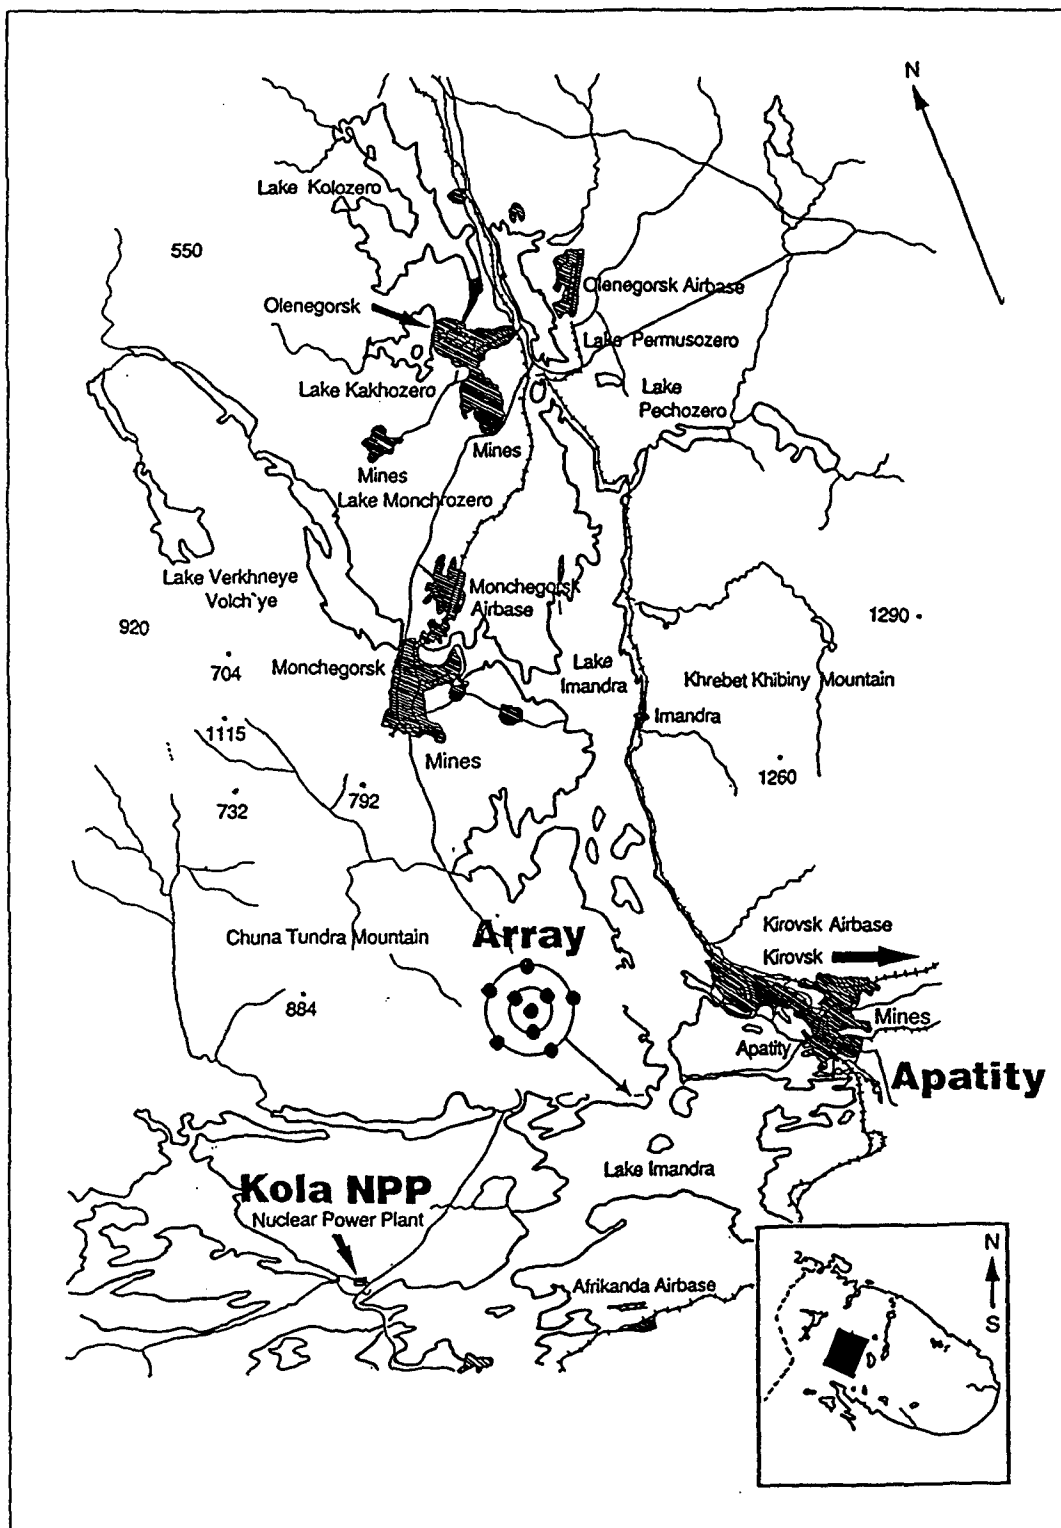 N
Lake Kolozero
550
Olenegorsk Airbase
Olenegorsk
Lake Permusozero
Lake Kakhozero
Lake
Pechozero
Mines
Mines
Lake Monchrozero
Lake Verkhneye
Volch`ye
Monchegorsk
Airbase
920
1290
704
Monchegorsk
Lake
Imandra
Khrebet Khibiny Mountain
Imandra
1115
Mines
1260
732
792
Chuna Tundra Mountain
Array
Kirovsk Airbase
Kirovsk
884
Mines
Apatity
Apatity
Lake Imandra
Kola NPP
Nuclear Power Plant
Afrikanda Airbase
N
S